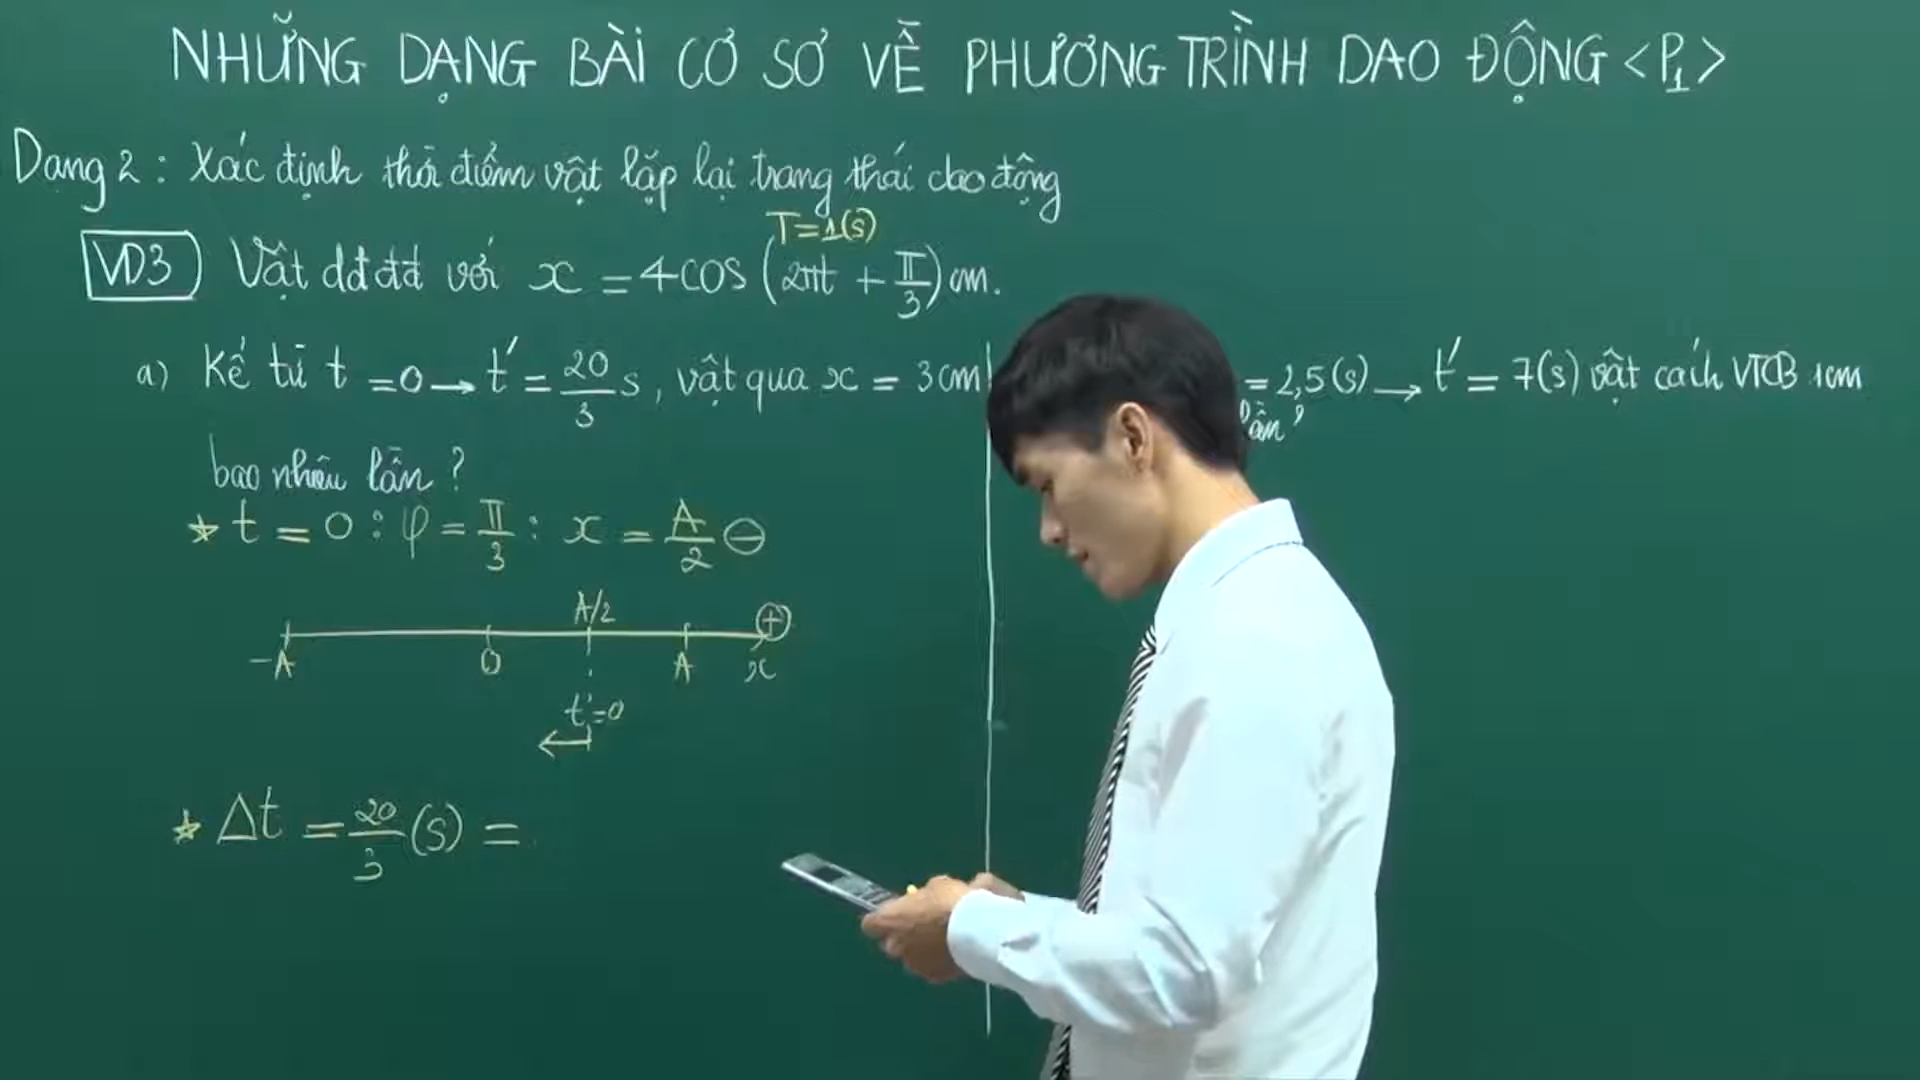 NHỮNG DẠNG BÀI CƠ SỞ VỀ PHƯƠNG TRÌNH DAO ĐỘNG <P₁>
Dạng 2 : Xác định thời điểm vật lặp lại trạng thái dao động
T = 1(s)
VD3 Vật dđđd với x = 4cos (2πt + π/3) cm.
a) Kể từ t = 0 → t' = 20/3 s, vật qua x = 3cm
bao nhiêu lần ?
* t = 0 : φ = π/3 : x = A/2 ⊖
A/2 ⊕
-A O A x
t = 0
←
* Δt = 20/3 (s) =
= 2,5(s) → t' = 7(s) vật cách VTCB 1cm
lần ?